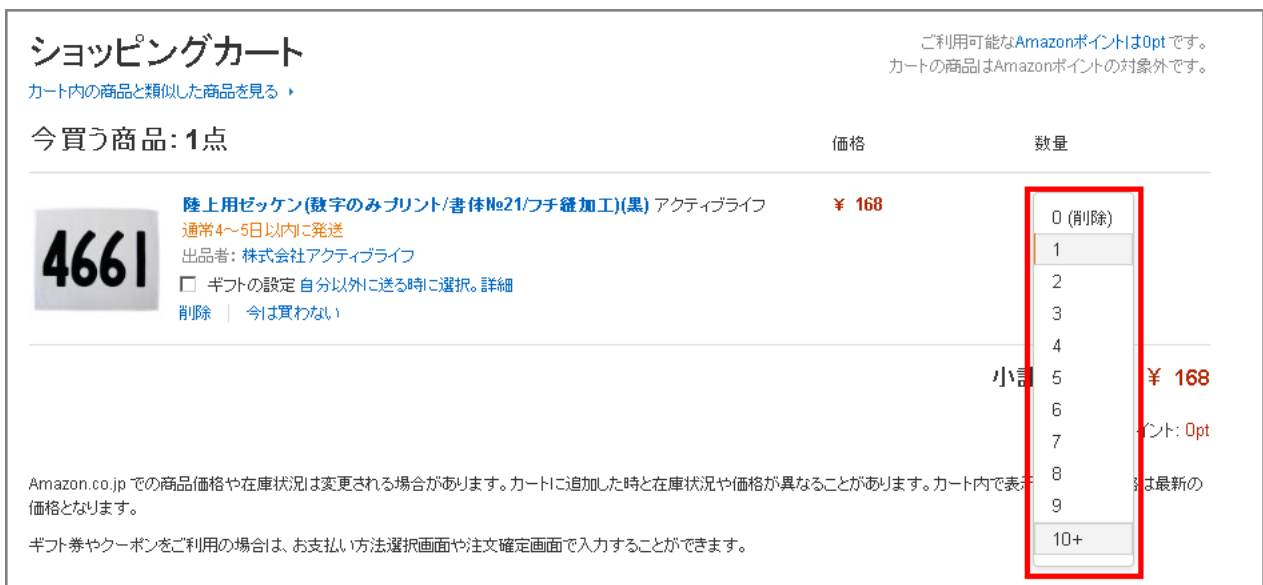 ショッピングカート
ご利用可能なAmazonポイントは0pt です。
カートの商品はAmazonポイントの対象外です。
カート内の商品と類似した商品を見る
今買う商品: 1点
価格
数量
陸上用ゼッケン(数字のみプリント/書体№21/フチ縫加工)(黒) アクティブライフ
¥ 168
通常4～5日以内に発送
出品者: 株式会社アクティブライフ
ギフトの設定 自分以外に送る時に選択。詳細
削除 | 今は買わない
4661
0 (削除)
1
2
3
4
5
6
7
8
9
10+
小計
¥ 168
イント: 0pt
Amazon.co.jp での商品価格や在庫状況は変更される場合があります。カートに追加した時と在庫状況や価格が異なることがあります。カート内で表示 は最新の
価格となります。
ギフト券やクーポンをご利用の場合は、お支払い方法選択画面や注文確定画面で入力することができます。